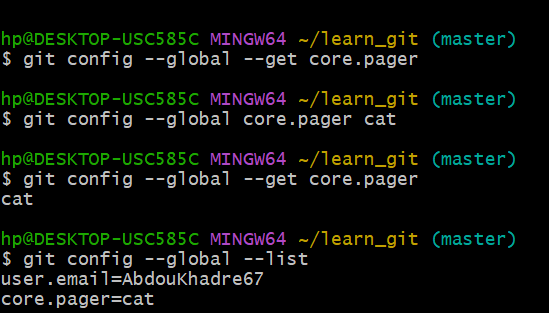 hp@DESKTOP-USC585C MINGW64 ~/learn_git (master)
$ git config --global --get core.pager
hp@DESKTOP-USC585C MINGW64 ~/learn_git (master)
$ git config --global core.pager cat
hp@DESKTOP-USC585C MINGW64 ~/learn_git (master)
$ git config --global --get core.pager
cat
hp@DESKTOP-USC585C MINGW64 ~/learn_git (master)
$ git config --global --list
user.email=AbdouKhadre67
core.pager=cat